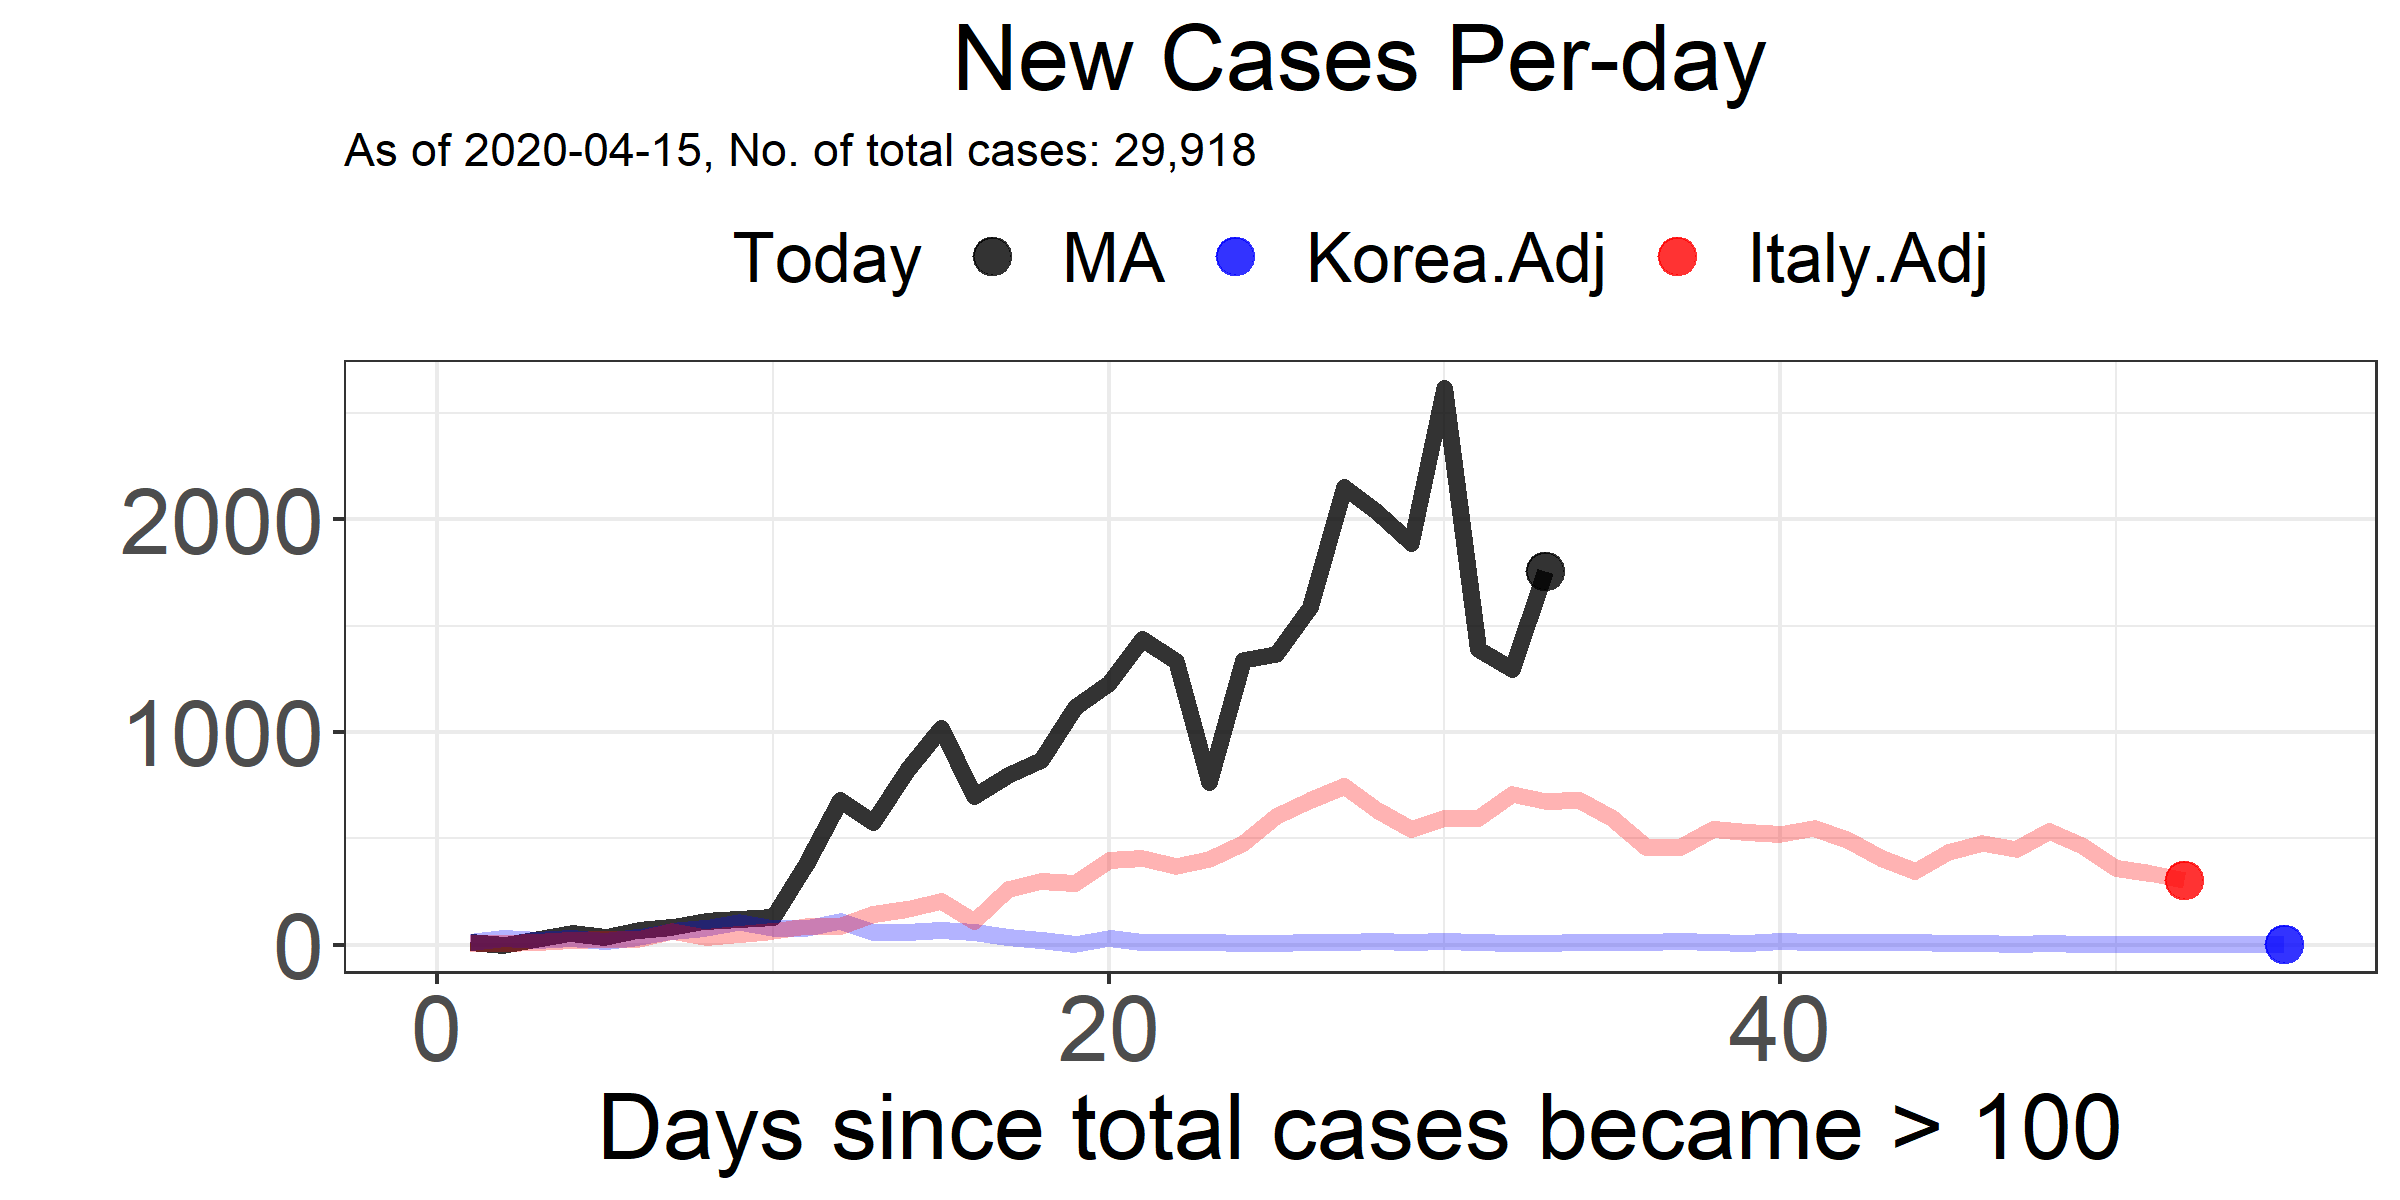 New Cases Per-day
As of 2020-04-15, No. of total cases: 29,918
Today MA Korea.Adj Italy.Adj
2000
1000
0
0 20 40
Days since total cases became > 100